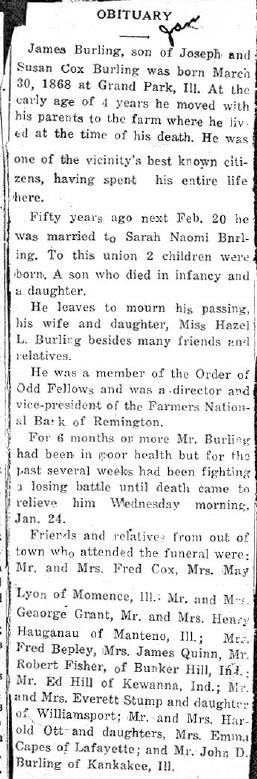 OBITUARY
Jan
James Burling, son of Joseph and
Susan Cox Burling was born March
30, 1868 at Grand Park, Ill. At the
early age of 4 years he moved with
his parents to the farm where he liv-
ed at the time of his death. He was
one of the vicinity's best known citi-
zens, having spent his entire life
here.
Fifty years ago next Feb. 20 he
was married to Sarah Naomi Bnrl-
ing. To this union 2 children were
born. A son who died in infancy and
a daughter.
He leaves to mourn his passing,
his wife and daughter, Miss Hazel
L. Burling besides many friends and
relatives.
He was a member of the Order of
Odd Fellows and was a director and
vice-president of the Farmers Nation-
al Bark of Remington.
For 6 months or more Mr. Burling
had been in poor health but for the
past several weeks had been fighting
a losing battle until death came to
relieve him Wednesday morning,
Jan. 24.
Friends and relatives from out of
town who attended the funeral were:
Mr. and Mrs. Fred Cox, Mrs. May
Lyon of Momence, Ill.; Mr. and Mrs.
Geaorge Grant, Mr. and Mrs. Henry
Hauganau of Manteno, Ill.; Mrs.
Fred Bepley, Mrs. James Quinn, Mr.
Robert Fisher, of Bunker Hill, Ind.;
Mr. Ed Hill of Kewanna, Ind.; Mr.
and Mrs. Everett Stump and daughter
of Williamsport; Mr. and Mrs. Har-
old Ott and daughters, Mrs. Emma
Capes of Lafayette; and Mr. John D.
Burling of Kankakee, Ill.